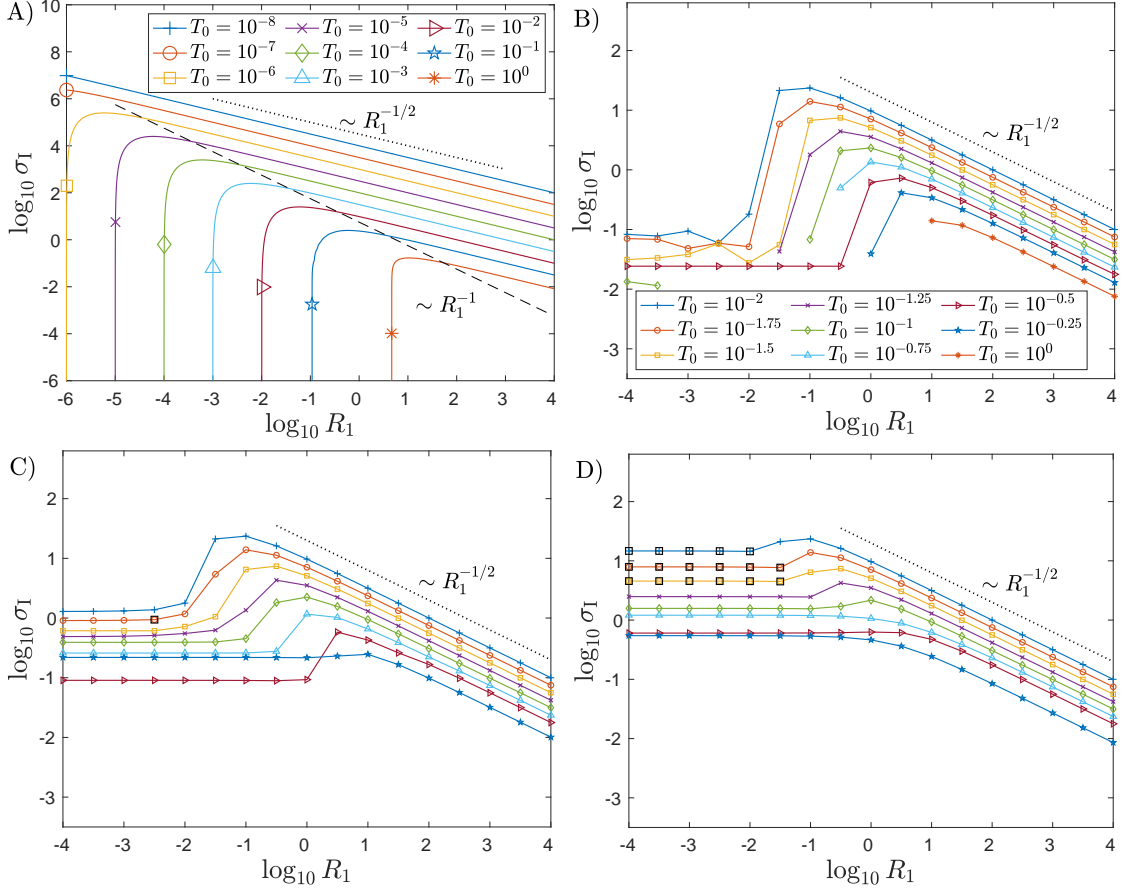 A)
T₀ = 10⁻⁸ T₀ = 10⁻⁵ T₀ = 10⁻²
T₀ = 10⁻⁷ T₀ = 10⁻⁴ T₀ = 10⁻¹
T₀ = 10⁻⁶ T₀ = 10⁻³ T₀ = 10⁰
~ R₁^{-1/2}
~ R₁⁻¹
log₁₀ σ_I
10
8
6
4
2
0
-2
-4
-6
-6 -5 -4 -3 -2 -1 0 1 2 3 4
log₁₀ R₁
B)
~ R₁^{-1/2}
log₁₀ σ_I
2
1
0
-1
-2
-3
T₀ = 10⁻² T₀ = 10^{-1.25} T₀ = 10^{-0.5}
T₀ = 10^{-1.75} T₀ = 10⁻¹ T₀ = 10^{-0.25}
T₀ = 10^{-1.5} T₀ = 10^{-0.75} T₀ = 10⁰
-4 -3 -2 -1 0 1 2 3 4
log₁₀ R₁
C)
~ R₁^{-1/2}
log₁₀ σ_I
2
1
0
-1
-2
-3
-4 -3 -2 -1 0 1 2 3 4
log₁₀ R₁
D)
~ R₁^{-1/2}
log₁₀ σ_I
2
1
0
-1
-2
-3
-4 -3 -2 -1 0 1 2 3 4
log₁₀ R₁